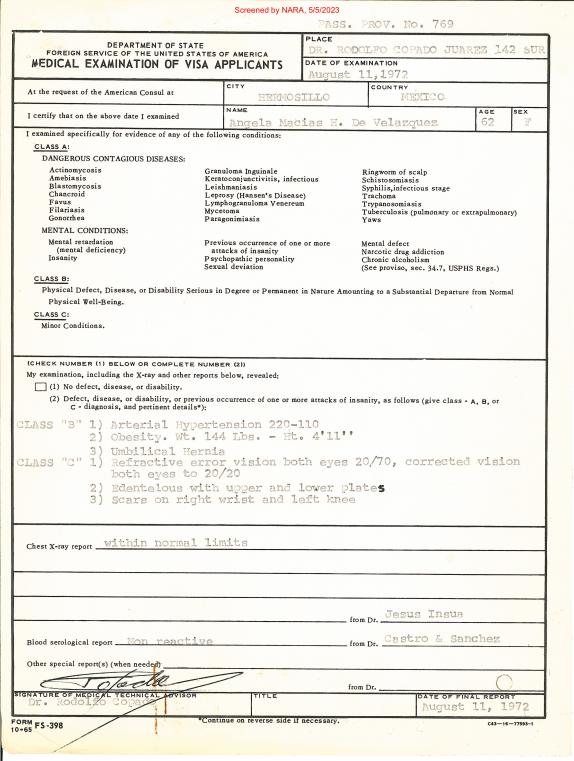 Screened by NARA, 5/5/2023
PASS. PROV. No. 769
DEPARTMENT OF STATE
FOREIGN SERVICE OF THE UNITED STATES OF AMERICA
MEDICAL EXAMINATION OF VISA APPLICANTS
PLACE
DR. RODOLFO COPADO JUAREZ 142 SUR
DATE OF EXAMINATION
August 11,1972
At the request of the American Consul at
CITY
HERMOSILLO
COUNTRY
MEXICO
I certify that on the above date I examined
NAME
Angela Macias H. De Velazquez
AGE
62
SEX
F
I examined specifically for evidence of any of the following conditions:
CLASS A:
DANGEROUS CONTAGIOUS DISEASES:
Actinomycosis
Amebiasis
Blastomycosis
Chancroid
Favus
Filariasis
Gonorrhea
Granuloma Inguinale
Keratoconjunctivitis, infectious
Leishmaniasis
Leprosy (Hansen's Disease)
Lymphogranuloma Venereum
Mycetoma
Paragonimiasis
Ringworm of scalp
Schistosomiasis
Syphilis,infectious stage
Trachoma
Trypanosomiasis
Tuberculosis (pulmonary or extrapulmonary)
Yaws
MENTAL CONDITIONS:
Mental retardation
(mental deficiency)
Insanity
Previous occurrence of one or more
attacks of insanity
Psychopathic personality
Sexual deviation
Mental defect
Narcotic drug addiction
Chronic alcoholism
(See proviso, sec. 34.7, USPHS Regs.)
CLASS B:
Physical Defect, Disease, or Disability Serious in Degree or Permanent in Nature Amounting to a Substantial Departure from Normal
Physical Well-Being.
CLASS C:
Minor Conditions.
(CHECK NUMBER (1) BELOW OR COMPLETE NUMBER (2))
My examination, including the X-ray and other reports below, revealed:
(1) No defect, disease, or disability.
(2) Defect, disease, or disability, or previous occurrence of one or more attacks of insanity, as follows (give class - A, B, or
C - diagnosis, and pertinent details*):
CLASS "B" 1) Arterial Hypertension 220-110
2) Obesity. Wt. 144 Lbs. - Ht. 4'11''
3) Umbilical Hernia
CLASS "C" 1) Refractive error vision both eyes 20/70, corrected vision
both eyes to 20/20
2) Edentelous with upper and lower plates
3) Scars on right wrist and left knee
Chest X-ray report within normal limits
from Dr. Jesus Insua
Blood serological report Non reactive
from Dr. Castro & Sanchez
Other special report(s) (when needed)
from Dr.
SIGNATURE OF MEDICAL TECHNICAL ADVISOR
Dr. Rodolfo Copado
TITLE
DATE OF FINAL REPORT
August 11, 1972
FORM FS-398
10-65
*Continue on reverse side if necessary.
C43—16—77593-1